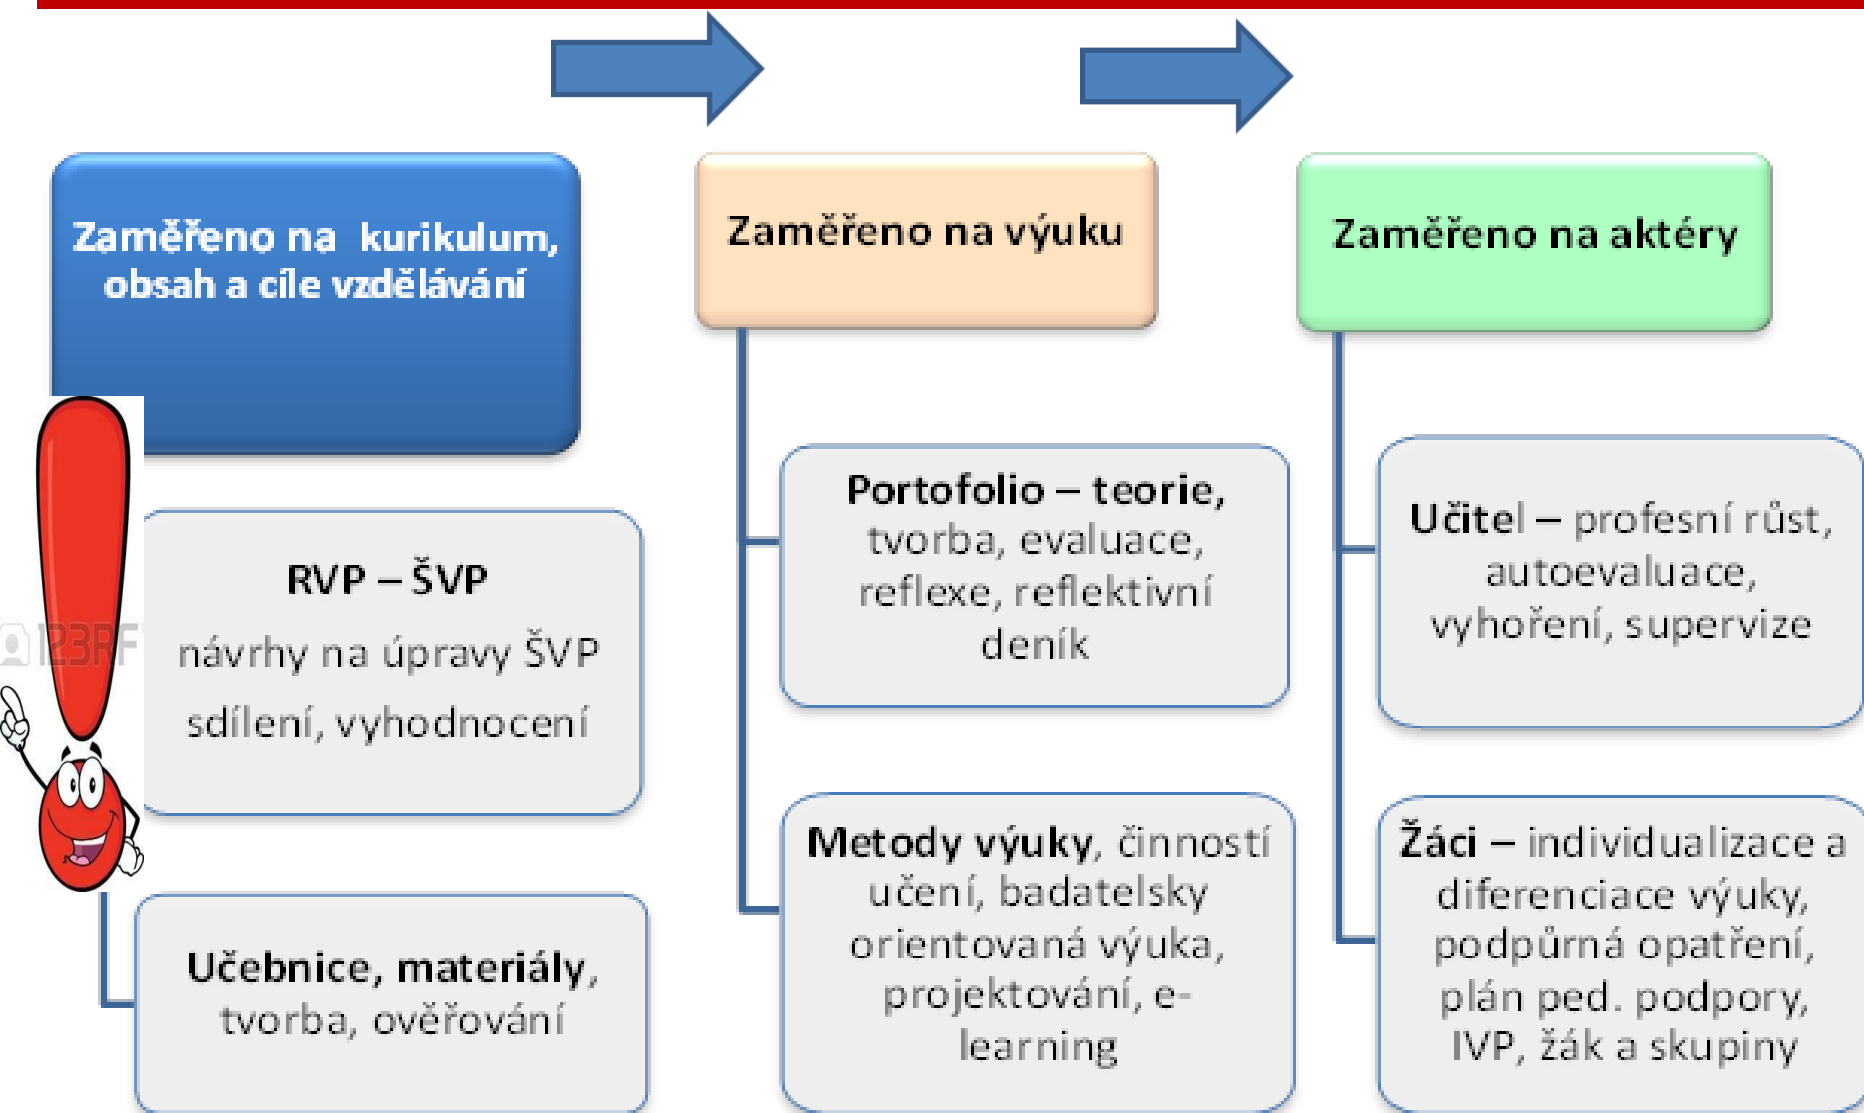 Zaměřeno na kurikulum,
obsah a cíle vzdělávání
RVP – ŠVP
návrhy na úpravy ŠVP
sdílení, vyhodnocení
Učebnice, materiály,
tvorba, ověřování
Zaměřeno na výuku
Portofolio – teorie,
tvorba, evaluace,
reflexe, reflektivní
deník
Metody výuky, činností
učení, badatelsky
orientovaná výuka,
projektování, e-
learning
Zaměřeno na aktéry
Učitel – profesní růst,
autoevaluace,
vyhoření, supervize
Žáci – individualizace a
diferenciace výuky,
podpůrná opatření,
plán ped. podpory,
IVP, žák a skupiny
123RF